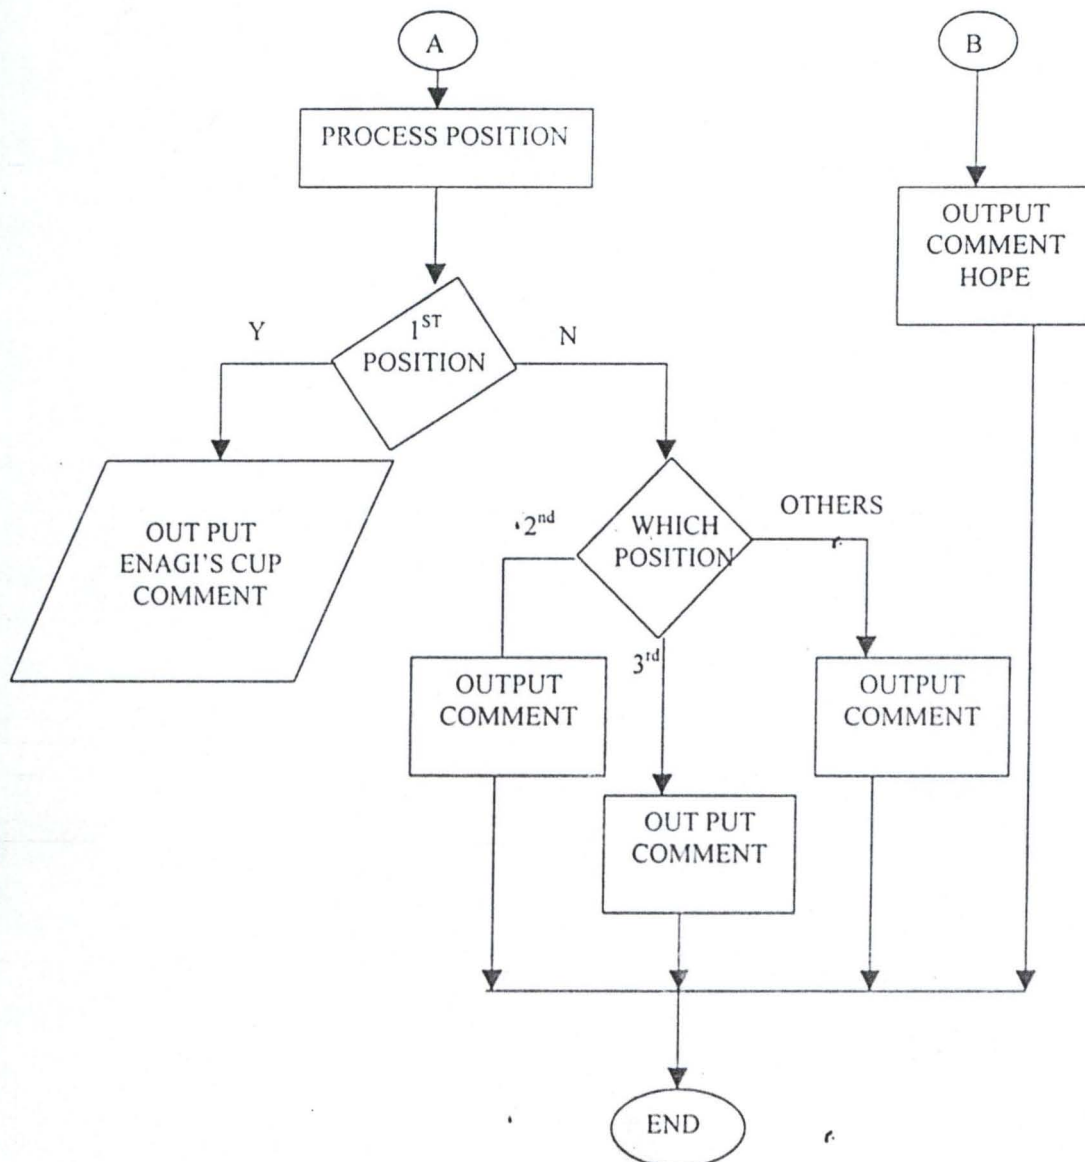 A
B
PROCESS POSITION
OUTPUT
COMMENT
HOPE
Y
1ST
POSITION
N
OUT PUT
ENAGI'S CUP
COMMENT
2nd
WHICH
POSITION
OTHERS
3rd
OUTPUT
COMMENT
OUTPUT
COMMENT
OUT PUT
COMMENT
END